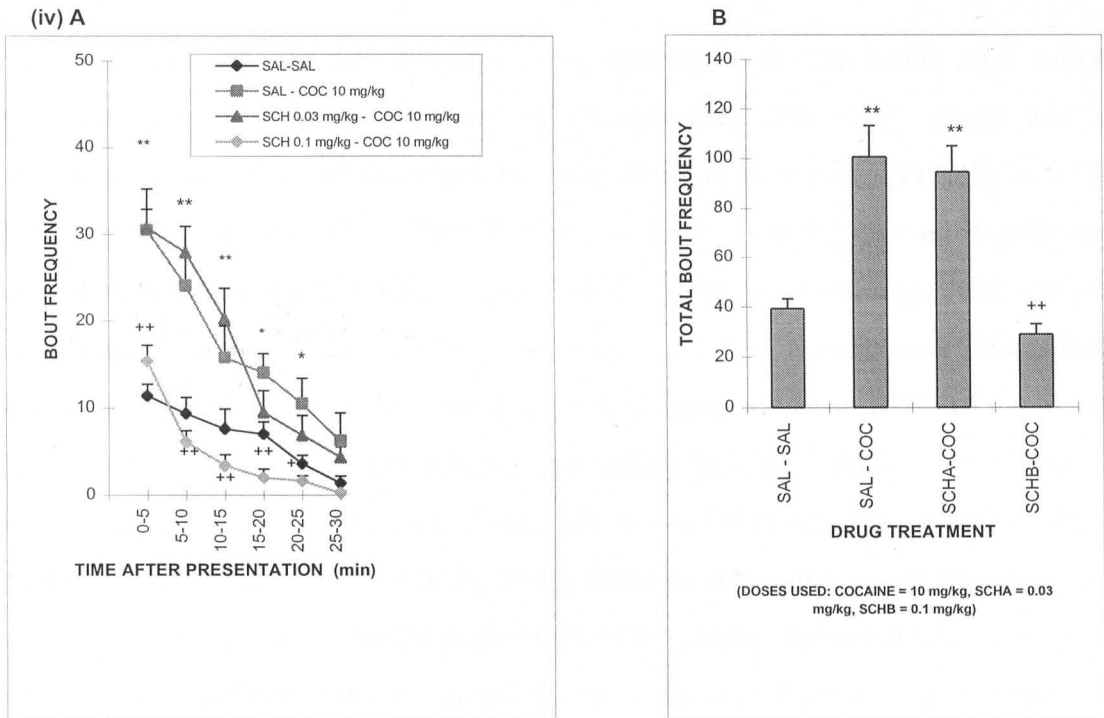 (iv) A
50
40
30
20
10
0
BOUT FREQUENCY
SAL-SAL
SAL - COC 10 mg/kg
SCH 0.03 mg/kg - COC 10 mg/kg
SCH 0.1 mg/kg - COC 10 mg/kg
**
**
**
*
*
++
++
++
++
+
0-5
5-10
10-15
15-20
20-25
25-30
TIME AFTER PRESENTATION (min)
B
140
120
100
80
60
40
20
0
TOTAL BOUT FREQUENCY
**
**
++
SAL - SAL
SAL - COC
SCHA-COC
SCHB-COC
DRUG TREATMENT
(DOSES USED: COCAINE = 10 mg/kg, SCHA = 0.03
mg/kg, SCHB = 0.1 mg/kg)